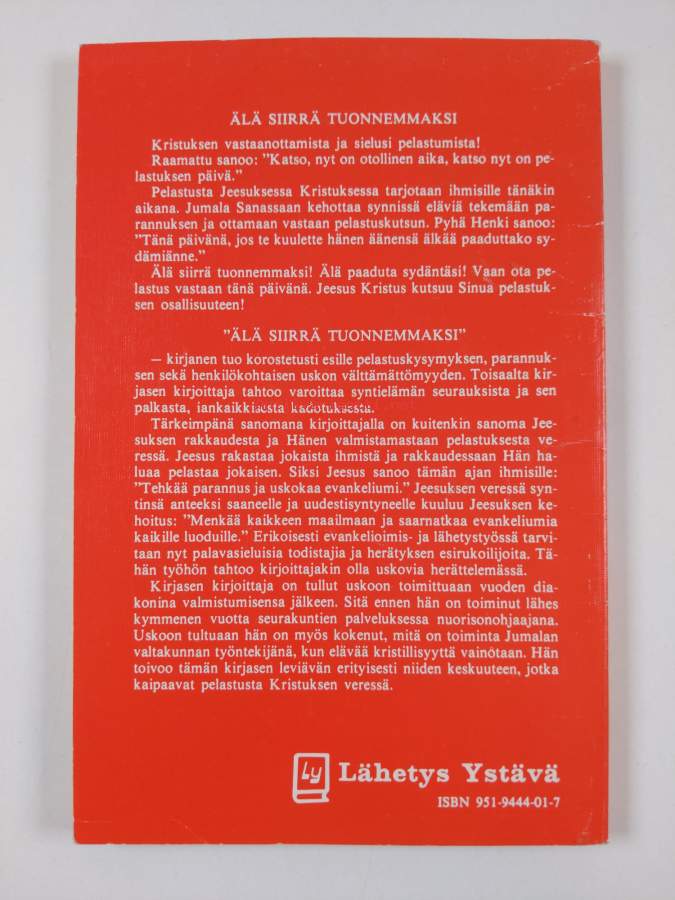 ÄLÄ SIIRRÄ TUONNEMMAKSI
Kristuksen vastaanottamista ja sielusi pelastumista!
Raamattu sanoo: ”Katso, nyt on otollinen aika, katso nyt on pe-
lastuksen päivä.”
Pelastusta Jeesuksessa Kristuksessa tarjotaan ihmisille tänäkin
aikana. Jumala Sanassaan kehottaa synnissä eläviä tekemään pa-
rannuksen ja ottamaan vastaan pelastuskutsun. Pyhä Henki sanoo:
”Tänä päivänä, jos te kuulette hänen äänensä älkää paaduttako sy-
dämiänne.”
Älä siirrä tuonnemmaksi! Älä paaduta sydäntäsi! Vaan ota pe-
lastus vastaan tänä päivänä. Jeesus Kristus kutsuu Sinua pelastuk-
sen osallisuuteen!
”ÄLÄ SIIRRÄ TUONNEMMAKSI”
— kirjanen tuo korostetusti esille pelastuskysymyksen, parannuk-
sen sekä henkilökohtaisen uskon välttämättömyyden. Toisaalta kir-
jasen kirjoittaja tahtoo varoittaa syntielämän seurauksista ja sen
palkasta, iankaikkisesta kadotuksesta.
Tärkeimpänä sanomana kirjoittajalla on kuitenkin sanoma Jee-
suksen rakkaudesta ja Hänen valmistamastaan pelastuksesta ve-
ressä. Jeesus rakastaa jokaista ihmistä ja rakkaudessaan Hän ha-
luaa pelastaa jokaisen. Siksi Jeesus sanoo tämän ajan ihmisille:
”Tehkää parannus ja uskokaa evankeliumi.” Jeesuksen veressä syn-
tinsä anteeksi saaneelle ja uudestisyntyneelle kuuluu Jeesuksen ke-
hoitus: ”Menkää kaikkeen maailmaan ja saarnatkaa evankeliumia
kaikille luoduille.” Erikoisesti evankelioimis- ja lähetystyössä tarvi-
taan nyt palavasieluisia todistajia ja herätyksen esirukoilijoita. Tä-
hän työhön tahtoo kirjoittajakin olla uskovia herättelemässä.
Kirjasen kirjoittaja on tullut uskoon toimittuaan vuoden dia-
konina valmistumisensa jälkeen. Sitä ennen hän on toiminut lähes
kymmenen vuotta seurakuntien palveluksessa nuorisonohjaajana.
Uskoon tultuaan hän on myös kokenut, mitä on toiminta Jumalan
valtakunnan työntekijänä, kun elävää kristillisyyttä vainotaan. Hän
toivoo tämän kirjasen leviävän erityisesti niiden keskuuteen, jotka
kaipaavat pelastusta Kristuksen veressä.
Ly Lähetys Ystävä
ISBN 951-9444-01-7